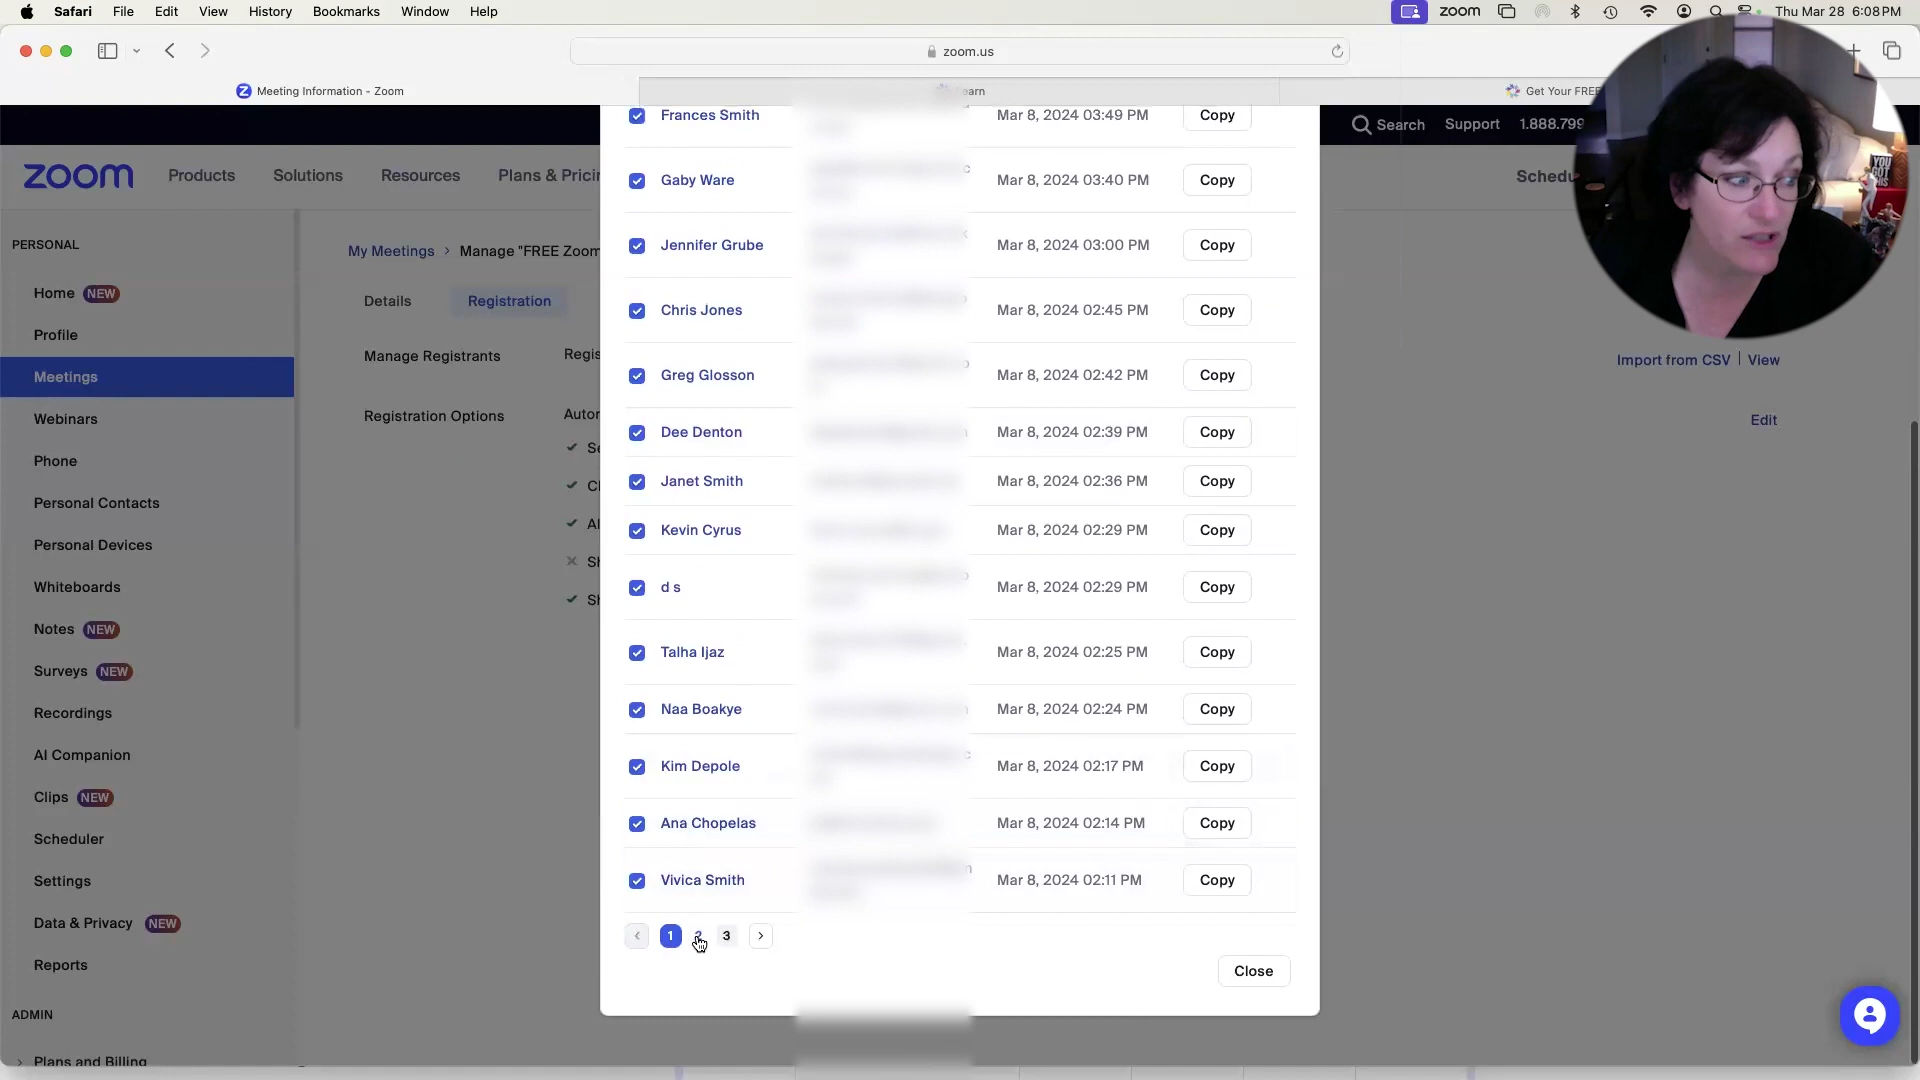 Safari File Edit View History Bookmarks Window Help
zoom Thu Mar 28 6:08 PM
zoom.us
Meeting Information - Zoom
Get Your FREE
Search Support 1.888.799
zoom Products Solutions Resources Plans & Pricin
Schedu
PERSONAL
Home NEW
Profile
Meetings
Webinars
Phone
Personal Contacts
Personal Devices
Whiteboards
Notes NEW
Surveys NEW
Recordings
AI Companion
Clips NEW
Scheduler
Settings
Data & Privacy NEW
Reports
ADMIN
Plans and Billing
My Meetings > Manage "FREE Zoom
Details Registration
Manage Registrants Regis
Import from CSV | View
Registration Options Autor
Edit
Frances Smith Mar 8, 2024 03:49 PM Copy
Gaby Ware Mar 8, 2024 03:40 PM Copy
Jennifer Grube Mar 8, 2024 03:00 PM Copy
Chris Jones Mar 8, 2024 02:45 PM Copy
Greg Glosson Mar 8, 2024 02:42 PM Copy
Dee Denton Mar 8, 2024 02:39 PM Copy
Janet Smith Mar 8, 2024 02:36 PM Copy
Kevin Cyrus Mar 8, 2024 02:29 PM Copy
d s Mar 8, 2024 02:29 PM Copy
Talha Ijaz Mar 8, 2024 02:25 PM Copy
Naa Boakye Mar 8, 2024 02:24 PM Copy
Kim Depole Mar 8, 2024 02:17 PM Copy
Ana Chopelas Mar 8, 2024 02:14 PM Copy
Vivica Smith Mar 8, 2024 02:11 PM Copy
1 2 3
Close
YOU
GOT
THIS